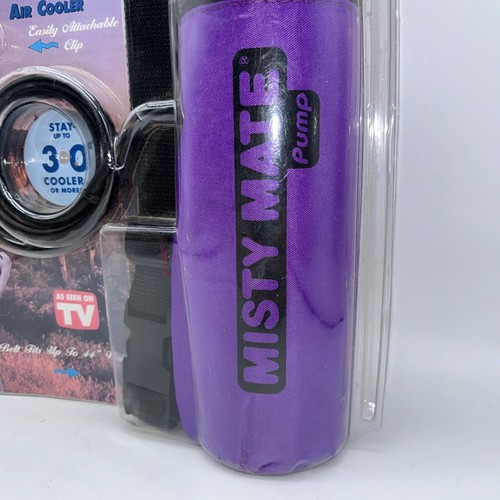 AIR COOLER
Easily Attachable
Clip
STAY-
UP TO
30
COOLER
OR MORE!
AS SEEN ON
TV
Belt Fits Up To 44"
MISTY MATE®
Pump